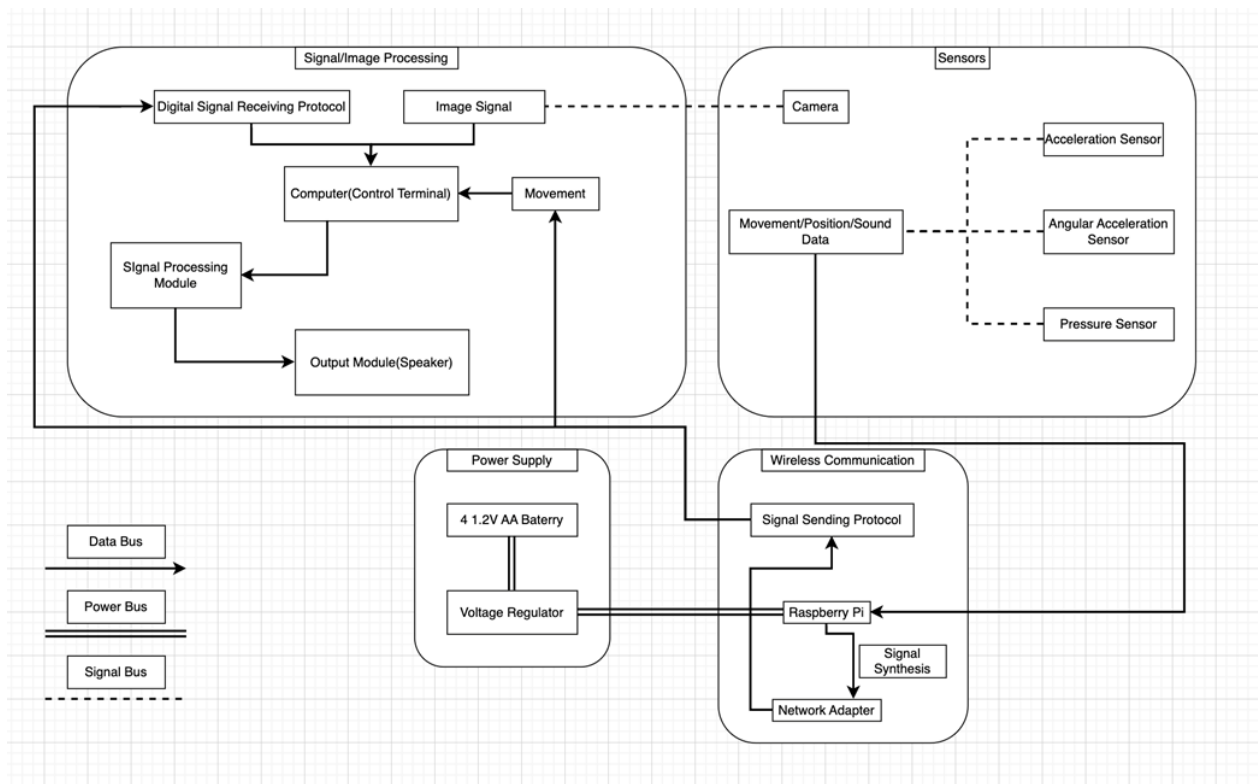 Signal/Image Processing
Digital Signal Receiving Protocol
Image Signal
Computer(Control Terminal)
Movement
SIgnal Processing
Module
Output Module(Speaker)
Sensors
Camera
Acceleration Sensor
Movement/Position/Sound
Data
Angular Acceleration
Sensor
Pressure Sensor
Power Supply
4 1.2V AA Baterry
Voltage Regulator
Wireless Communication
Signal Sending Protocol
Raspberry Pi
Signal
Synthesis
Network Adapter
Data Bus
Power Bus
Signal Bus